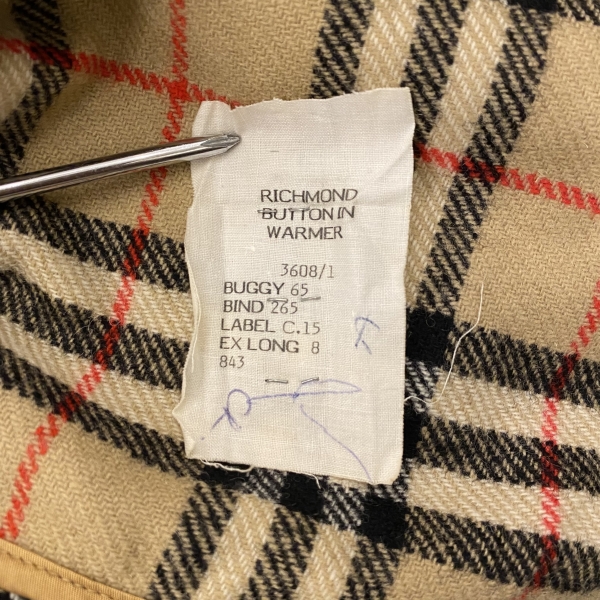 RICHMOND
BUTTON IN
WARMER
3608/1
BUGGY 65
BIND 265
LABEL C.15
EX LONG 8
843